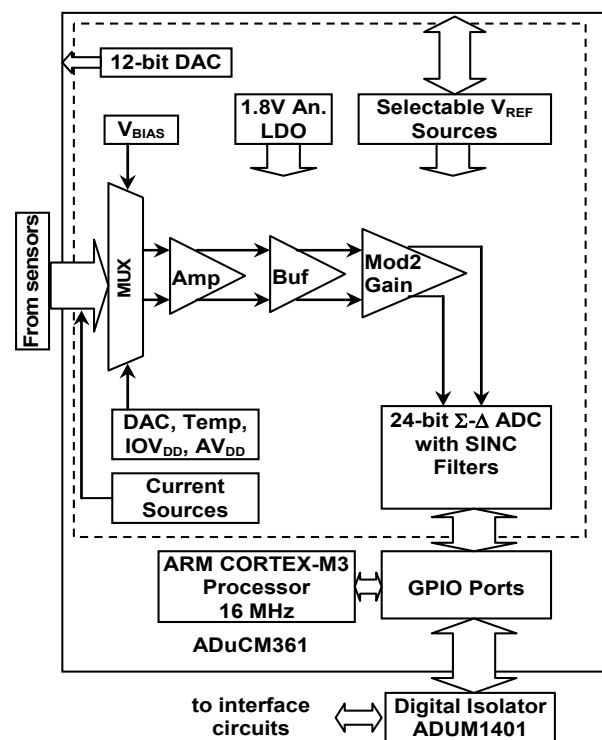 12-bit DAC
1.8V An.
LDO
Selectable VREF
Sources
VBIAS
From sensors
MUX
Amp
Buf
Mod2
Gain
DAC, Temp,
IOVDD, AVDD
24-bit Σ-Δ ADC
with SINC
Filters
Current
Sources
ARM CORTEX-M3
Processor
16 MHz
GPIO Ports
ADuCM361
to interface
circuits
Digital Isolator
ADUM1401